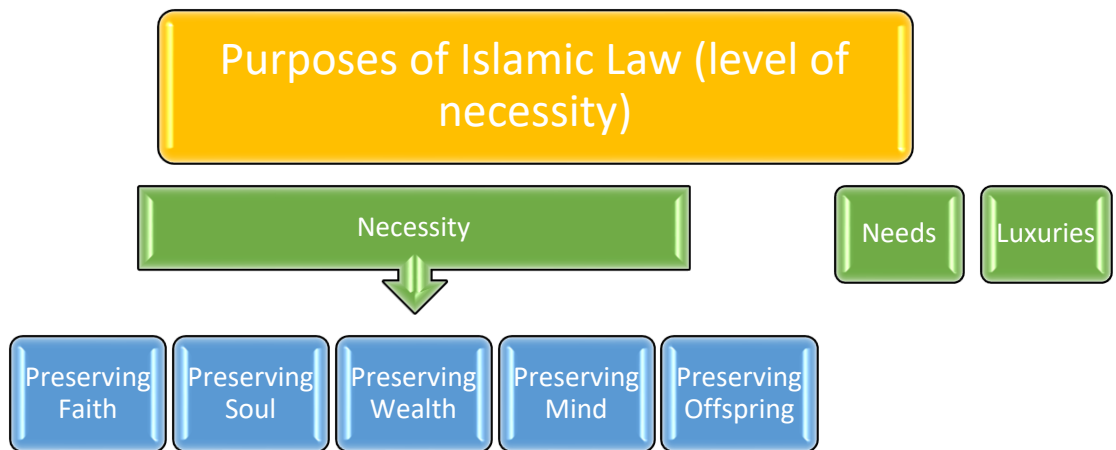 Purposes of Islamic Law (level of
necessity)
Necessity
Needs
Luxuries
Preserving
Faith
Preserving
Soul
Preserving
Wealth
Preserving
Mind
Preserving
Offspring